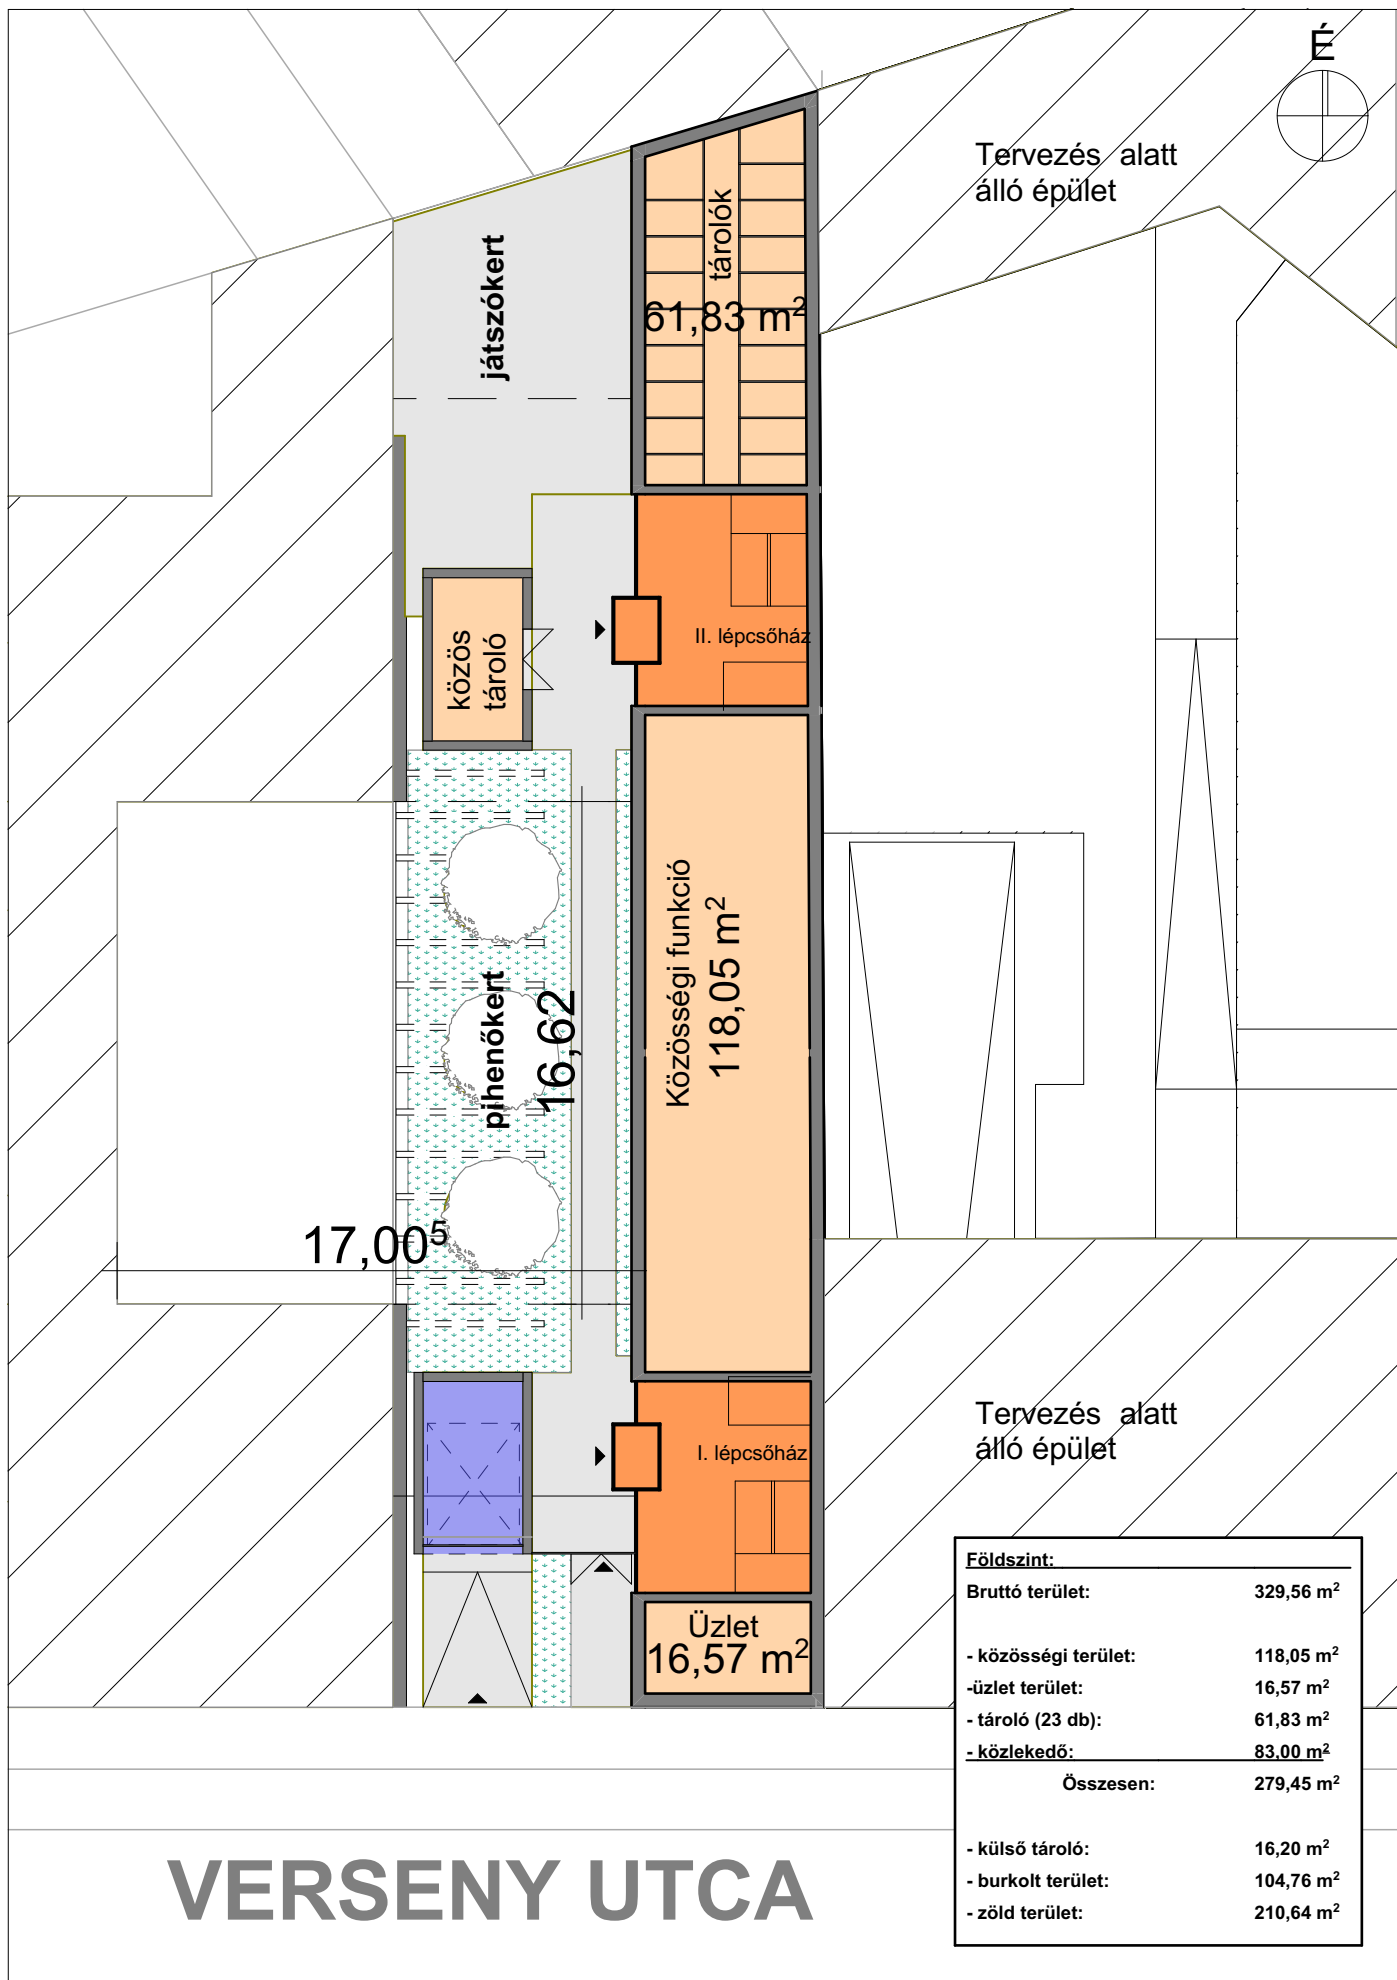 É
Tervezés alatt
álló épület
tárolók
61,83 m²
játszókert
II. lépcsőház
közös
tároló
Közösségi funkció
118,05 m²
pihenőkert
16,62
17,00⁵
I. lépcsőház
Tervezés alatt
álló épület
Üzlet
16,57 m²
Földszint:
Bruttó terület: 329,56 m²
- közösségi terület: 118,05 m²
-üzlet terület: 16,57 m²
- tároló (23 db): 61,83 m²
- közlekedő: 83,00 m²
Összesen: 279,45 m²
- külső tároló: 16,20 m²
- burkolt terület: 104,76 m²
- zöld terület: 210,64 m²
VERSENY UTCA